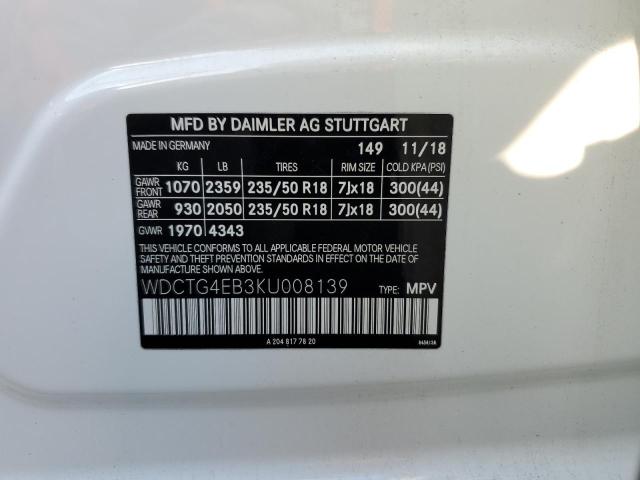 MFD BY DAIMLER AG STUTTGART
MADE IN GERMANY 149 11/18
KG LB TIRES RIM SIZE COLD KPA (PSI)
GAWR FRONT 1070 2359 235/50 R18 7Jx18 300(44)
GAWR REAR 930 2050 235/50 R18 7Jx18 300(44)
GVWR 1970 4343
THIS VEHICLE CONFORMS TO ALL APPLICABLE FEDERAL MOTOR VEHICLE
SAFETY AND THEFT PREVENTION STANDARDS IN EFFECT ON THE
DATE OF MANUFACTURE SHOWN ABOVE.
WDCTG4EB3KU008139 TYPE: MPV
A 204 817 78 20